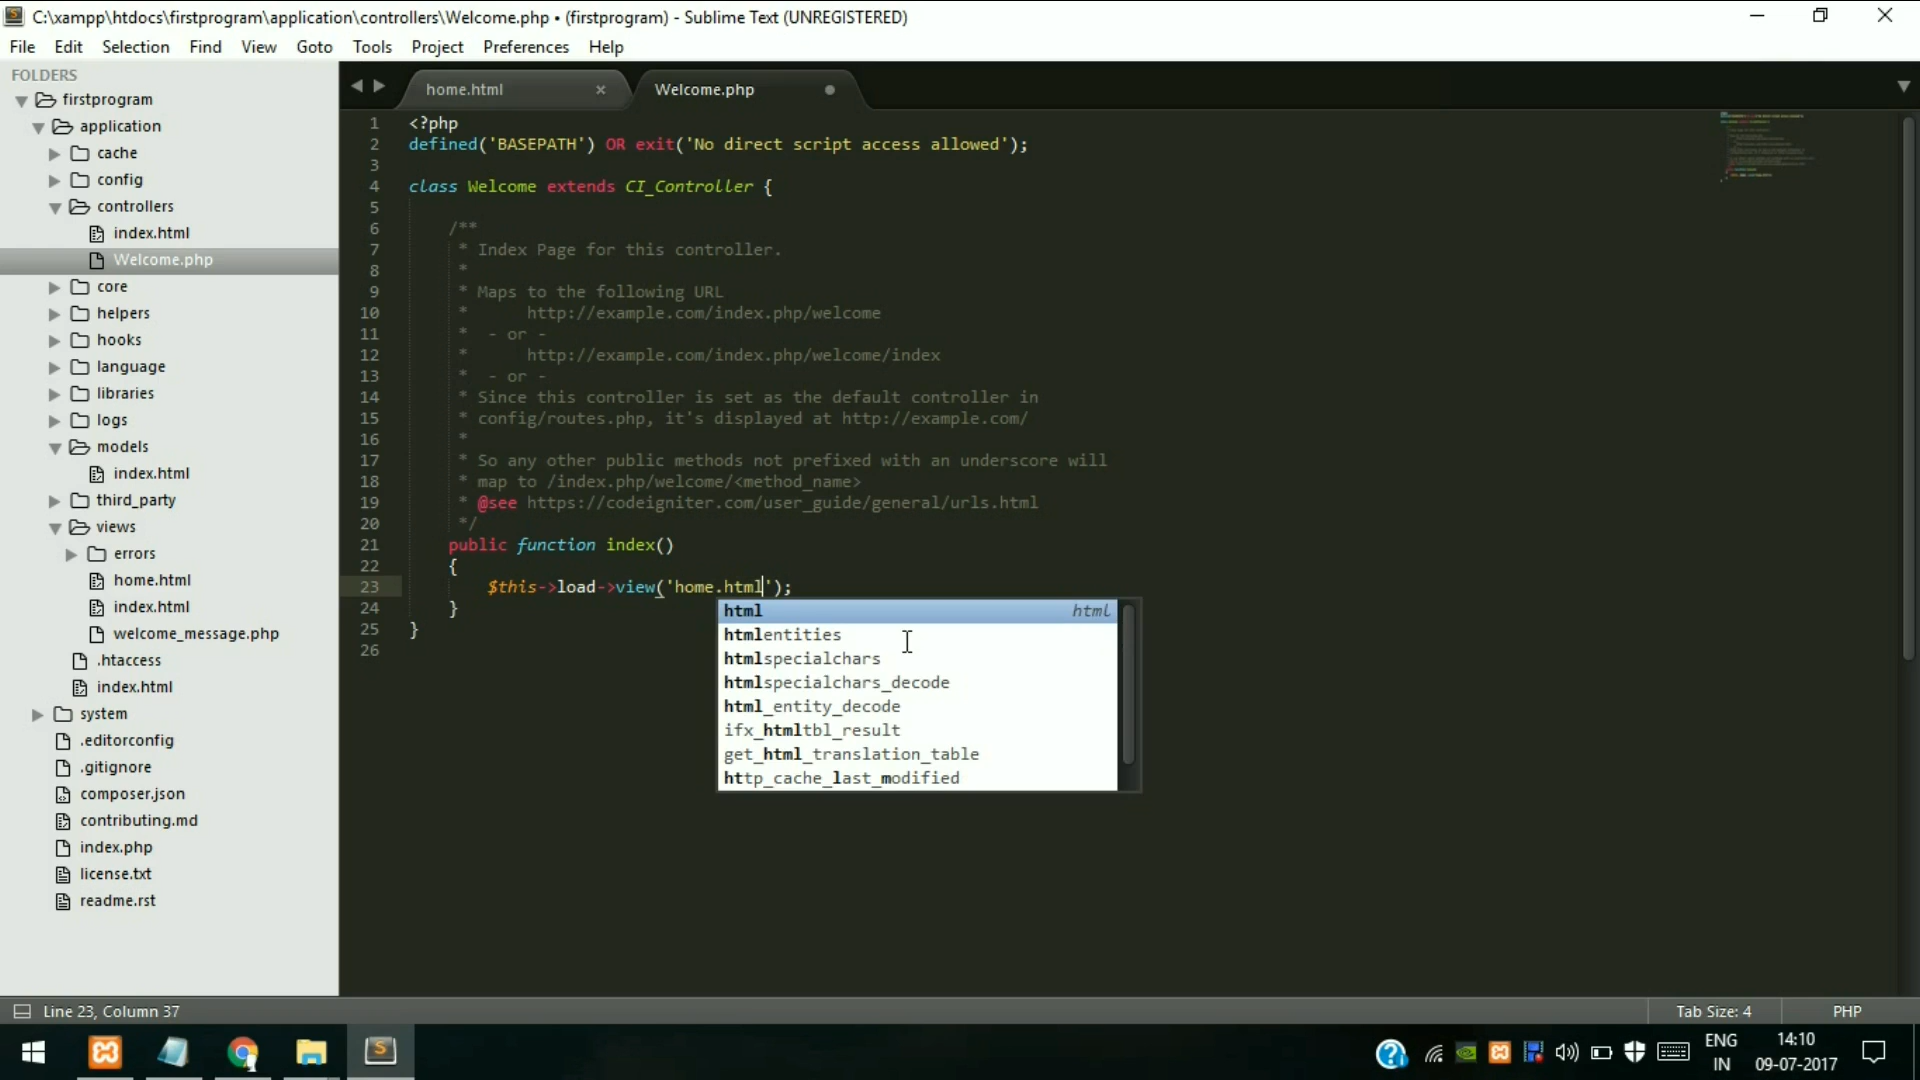 C:\xampp\htdocs\firstprogram\application\controllers\Welcome.php • (firstprogram) - Sublime Text (UNREGISTERED)
File Edit Selection Find View Goto Tools Project Preferences Help
FOLDERS
firstprogram
application
cache
config
controllers
index.html
Welcome.php
core
helpers
hooks
language
libraries
logs
models
index.html
third_party
views
errors
home.html
index.html
welcome_message.php
.htaccess
index.html
system
.editorconfig
.gitignore
composer.json
contributing.md
index.php
license.txt
readme.rst
home.html × Welcome.php
1 <?php
2 defined('BASEPATH') OR exit('No direct script access allowed');
3
4 class Welcome extends CI_Controller {
5
6 /**
7 * Index Page for this controller.
8 *
9 * Maps to the following URL
10 * http://example.com/index.php/welcome
11 * - or -
12 * http://example.com/index.php/welcome/index
13 * - or -
14 * Since this controller is set as the default controller in
15 * config/routes.php, it's displayed at http://example.com/
16 *
17 * So any other public methods not prefixed with an underscore will
18 * map to /index.php/welcome/<method_name>
19 * @see https://codeigniter.com/user_guide/general/urls.html
20 */
21 public function index()
22 {
23 $this->load->view('home.html');
24 }
25 }
26
html html
htmlentities
htmlspecialchars
htmlspecialchars_decode
html_entity_decode
ifx_htmltbl_result
get_html_translation_table
http_cache_last_modified
Line 23, Column 37 Tab Size: 4 PHP
ENG 14:10
IN 09-07-2017